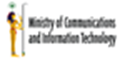 Ministry of Communications
and Information Technology